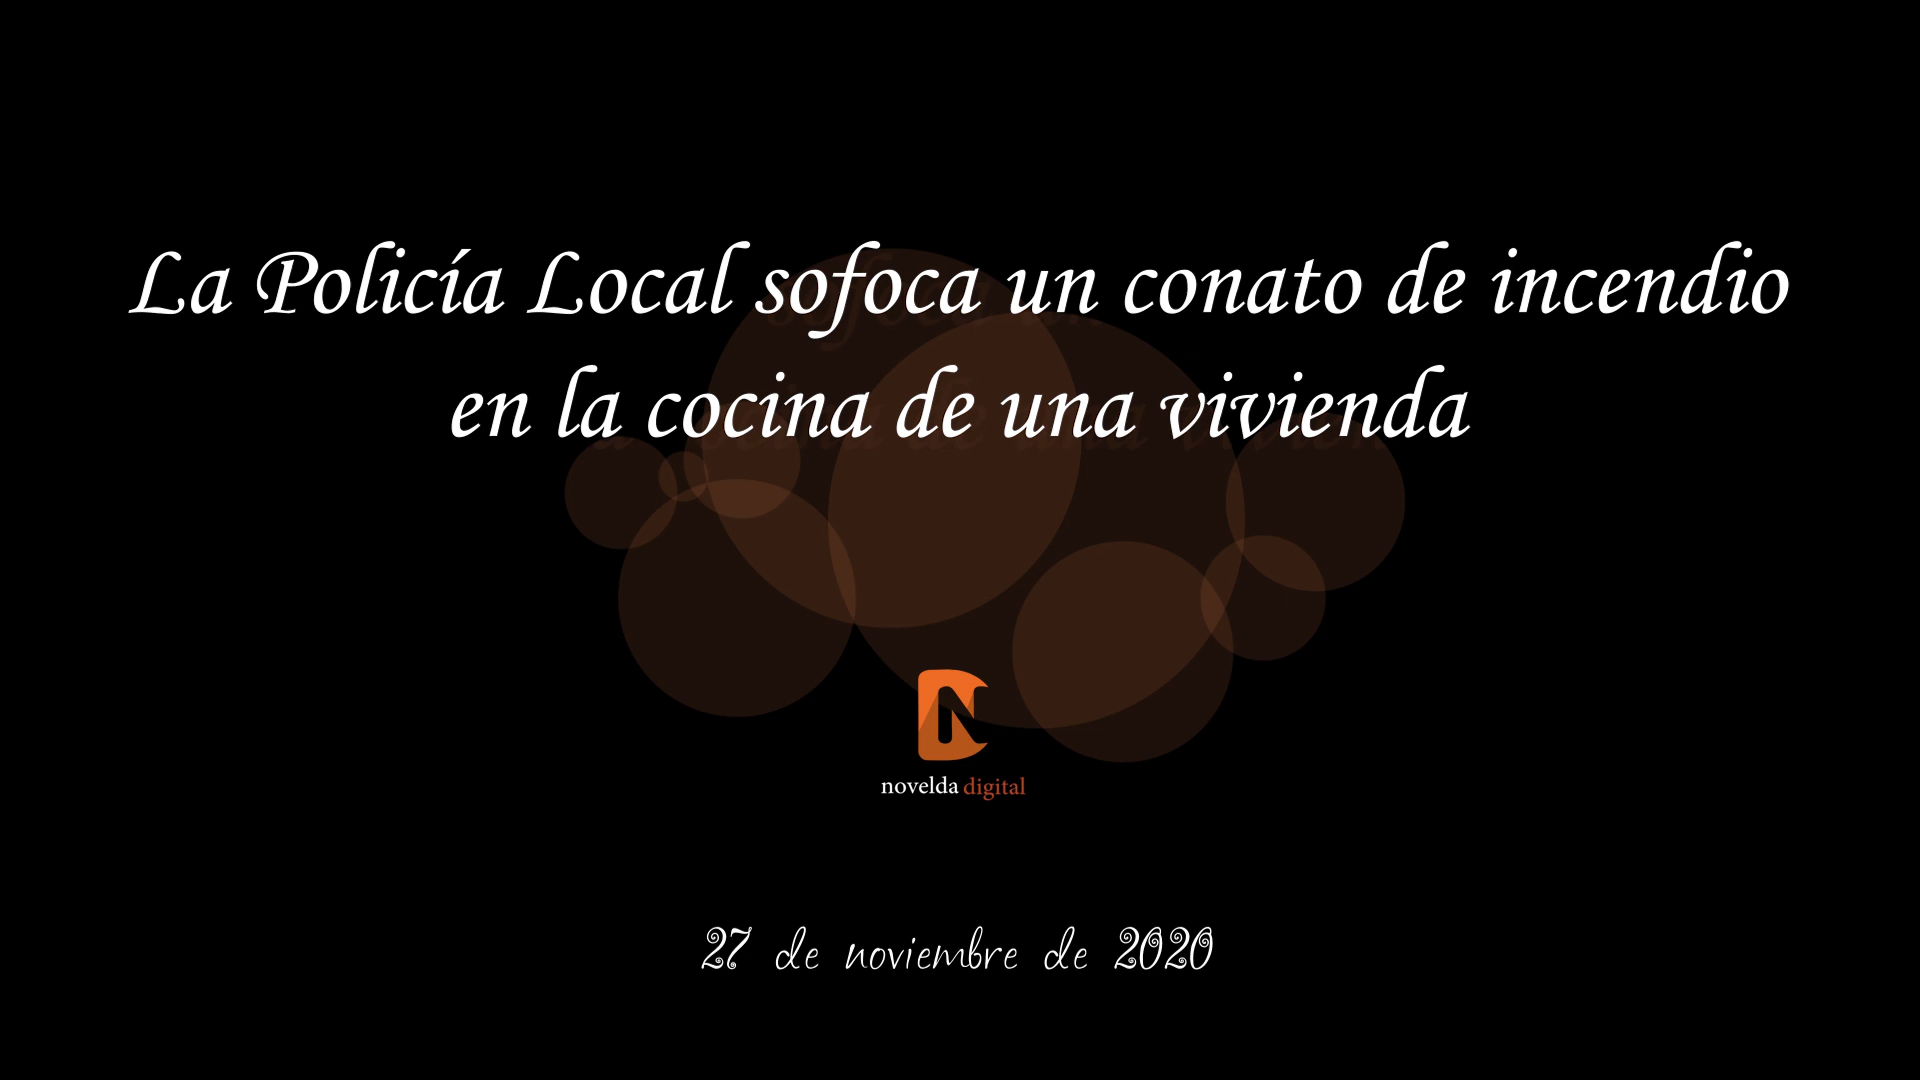 La Policía Local sofoca un conato de incendio
en la cocina de una vivienda
novelda digital
27 de noviembre de 2020